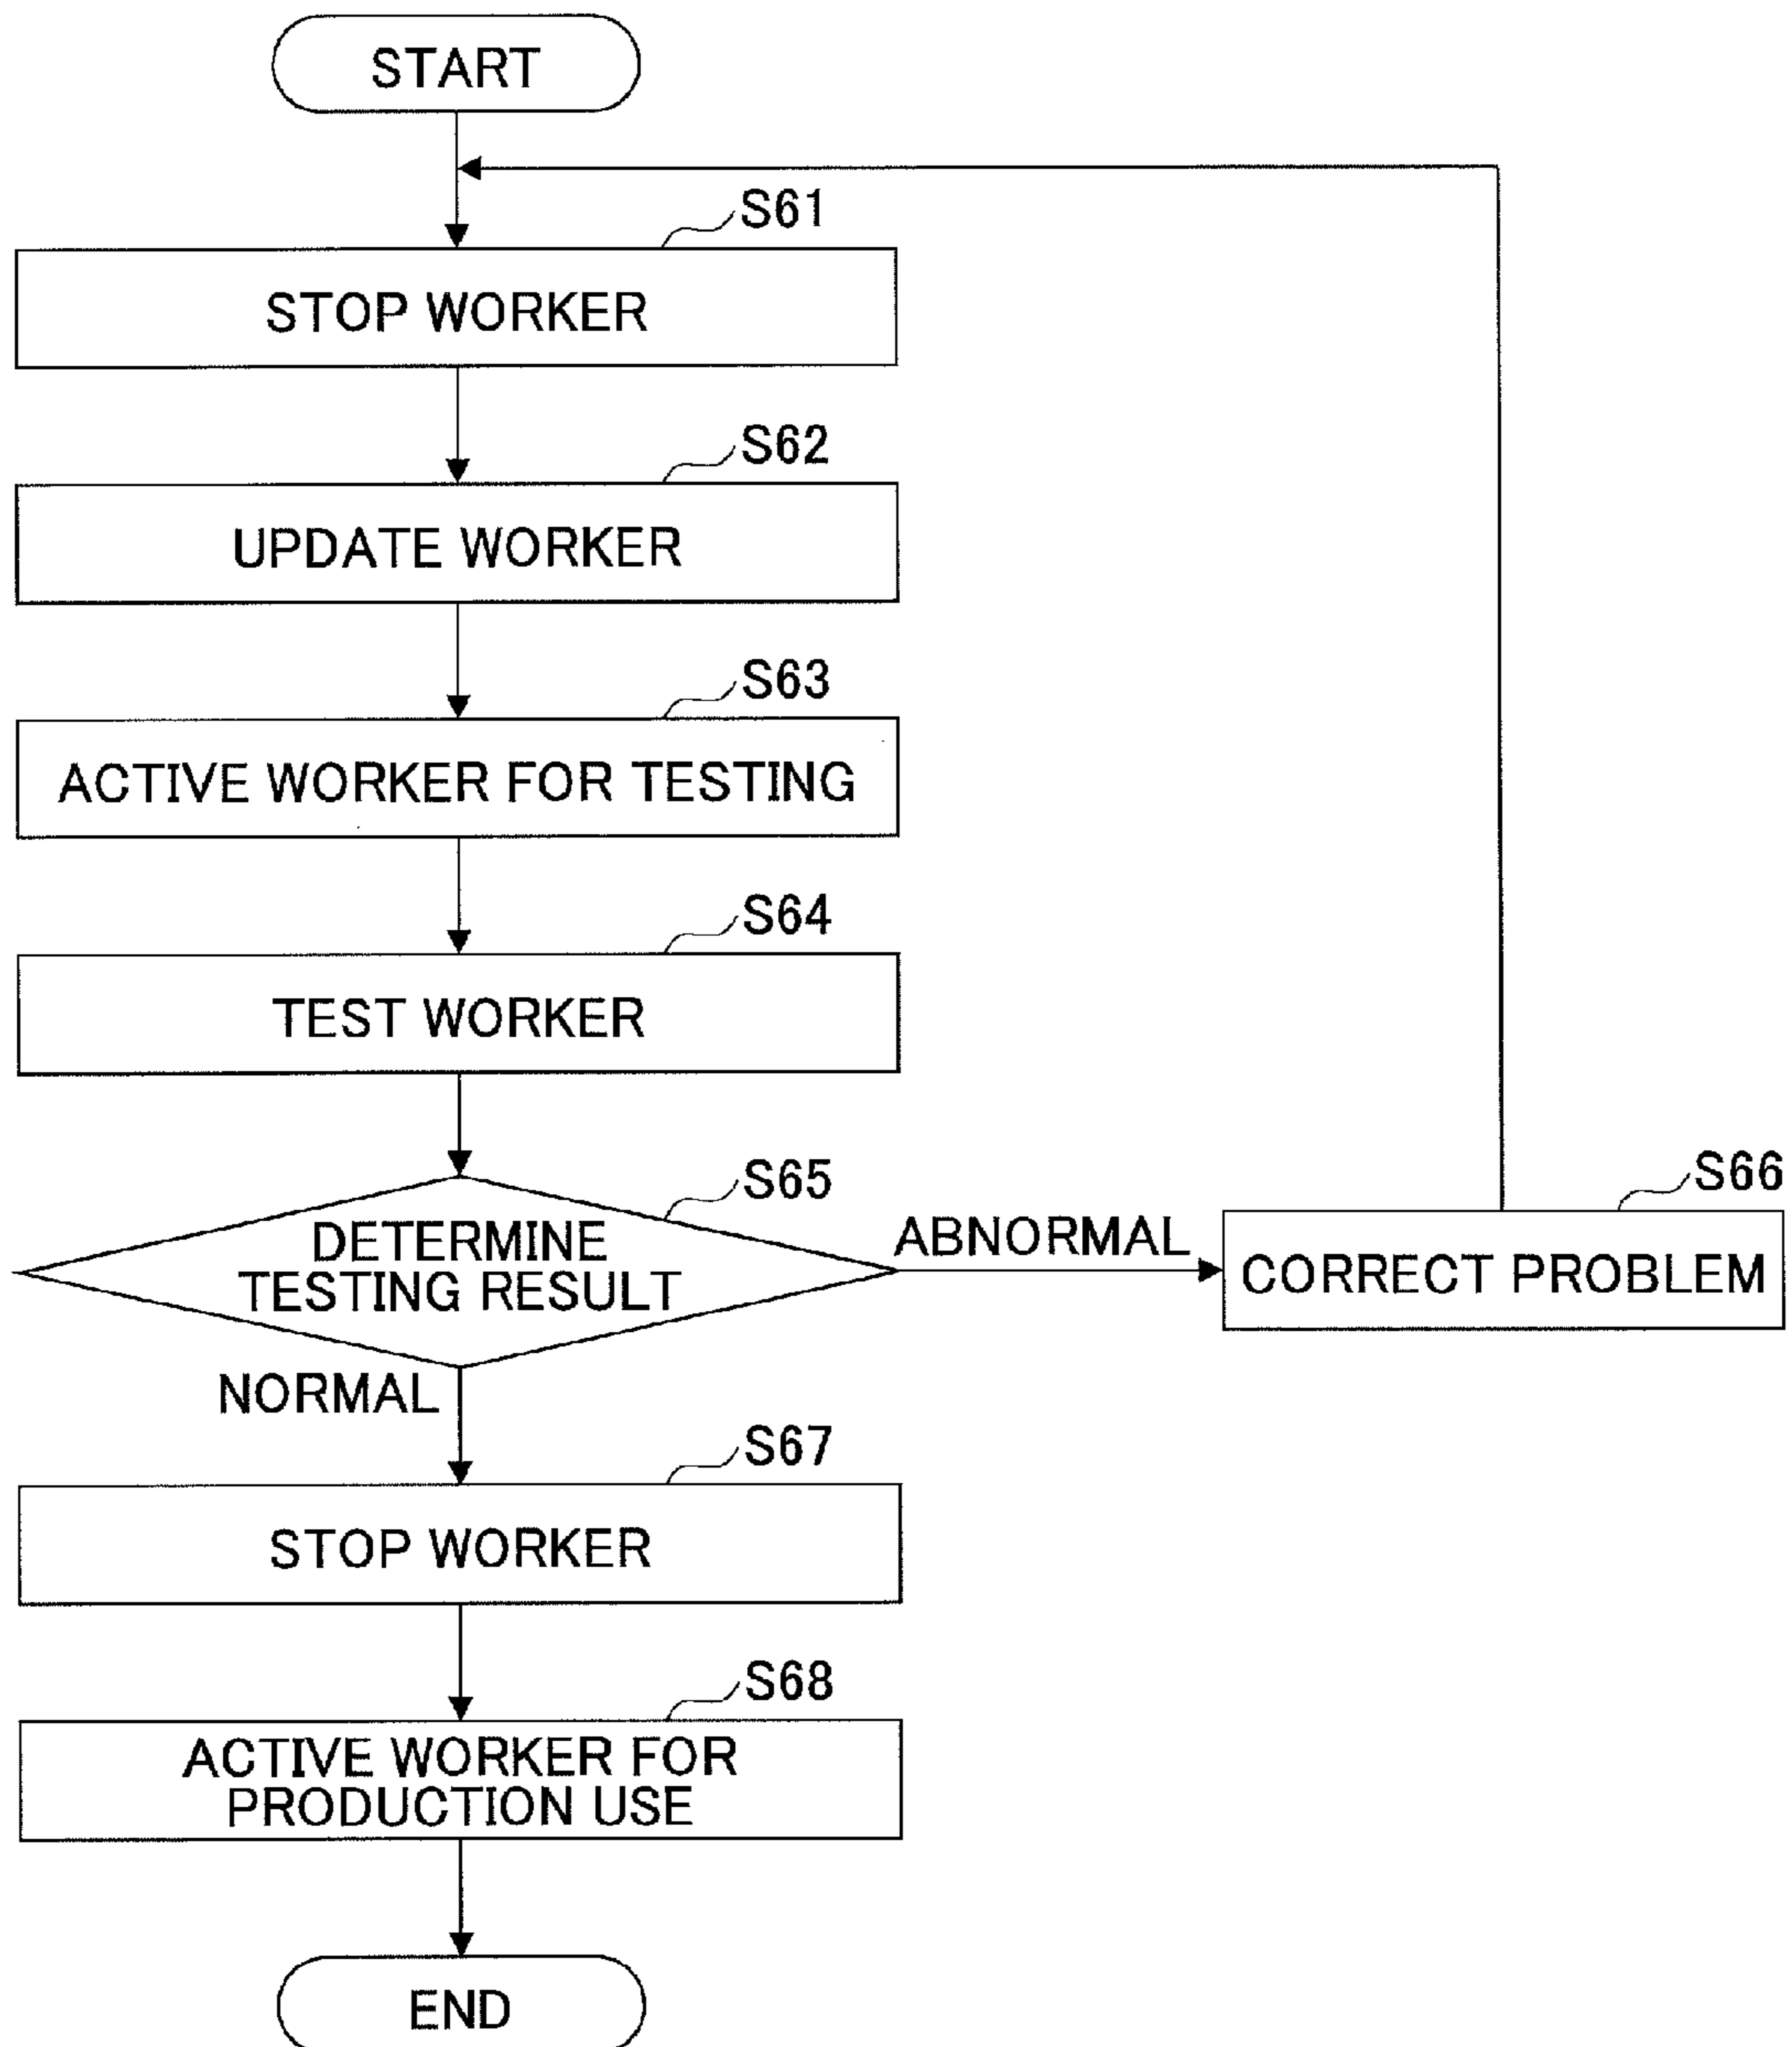 START
S61
STOP WORKER
S62
UPDATE WORKER
S63
ACTIVE WORKER FOR TESTING
S64
TEST WORKER
S65
DETERMINE
TESTING RESULT
ABNORMAL
S66
CORRECT PROBLEM
NORMAL
S67
STOP WORKER
S68
ACTIVE WORKER FOR
PRODUCTION USE
END